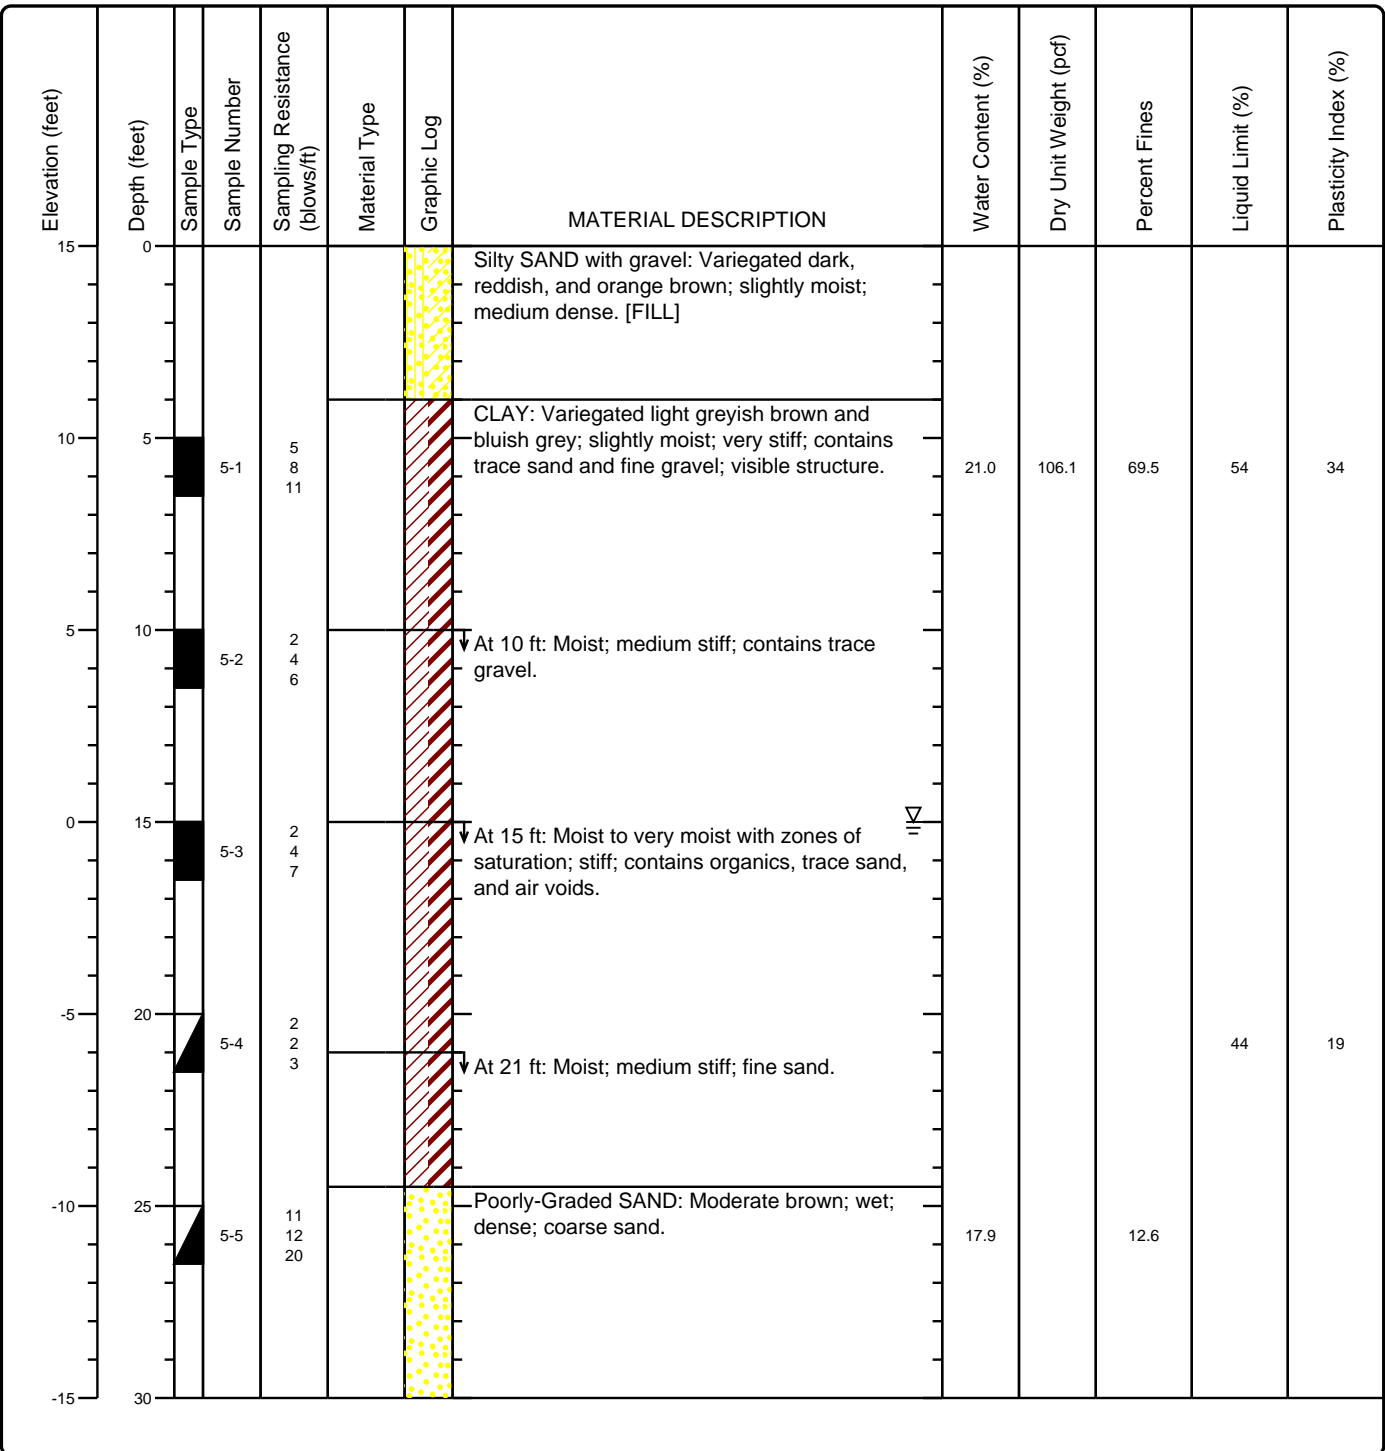 Elevation (feet)
Depth (feet)
Sample Type
Sample Number
Sampling Resistance
(blows/ft)
Material Type
Graphic Log
MATERIAL DESCRIPTION
Water Content (%)
Dry Unit Weight (pcf)
Percent Fines
Liquid Limit (%)
Plasticity Index (%)
15 0
Silty SAND with gravel: Variegated dark,
reddish, and orange brown; slightly moist;
medium dense. [FILL]
CLAY: Variegated light greyish brown and
10 5 bluish grey; slightly moist; very stiff; contains
5
5-1 8 trace sand and fine gravel; visible structure. 21.0 106.1 69.5 54 34
11
5 10
2 At 10 ft: Moist; medium stiff; contains trace
5-2 4
gravel.
6
0 15
2 At 15 ft: Moist to very moist with zones of
5-3 4 saturation; stiff; contains organics, trace sand,
7
and air voids.
-5 20
2
5-4 2 44 19
3 At 21 ft: Moist; medium stiff; fine sand.
-10 25 Poorly-Graded SAND: Moderate brown; wet;
11
dense; coarse sand.
5-5 12 17.9 12.6
20
-15 30